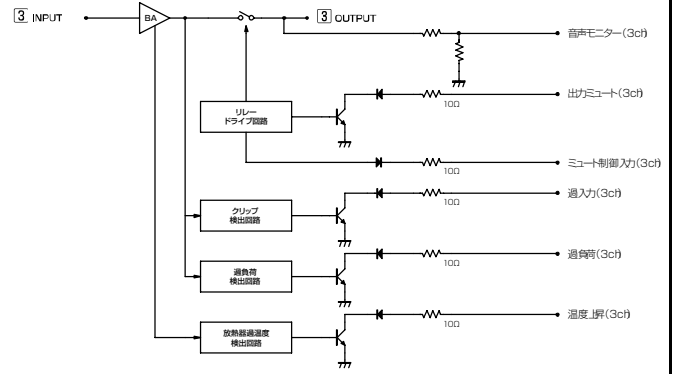 3 INPUT
BA
3 OUTPUT
音声モニター(3ch)
リレー
ドライブ回路
10Ω
出力ミュート(3ch)
10Ω
ミュート制御入力(3ch)
クリップ
検出回路
10Ω
過入力(3ch)
過負荷
検出回路
10Ω
過負荷(3ch)
放熱器過温度
検出回路
10Ω
温度上昇(3ch)